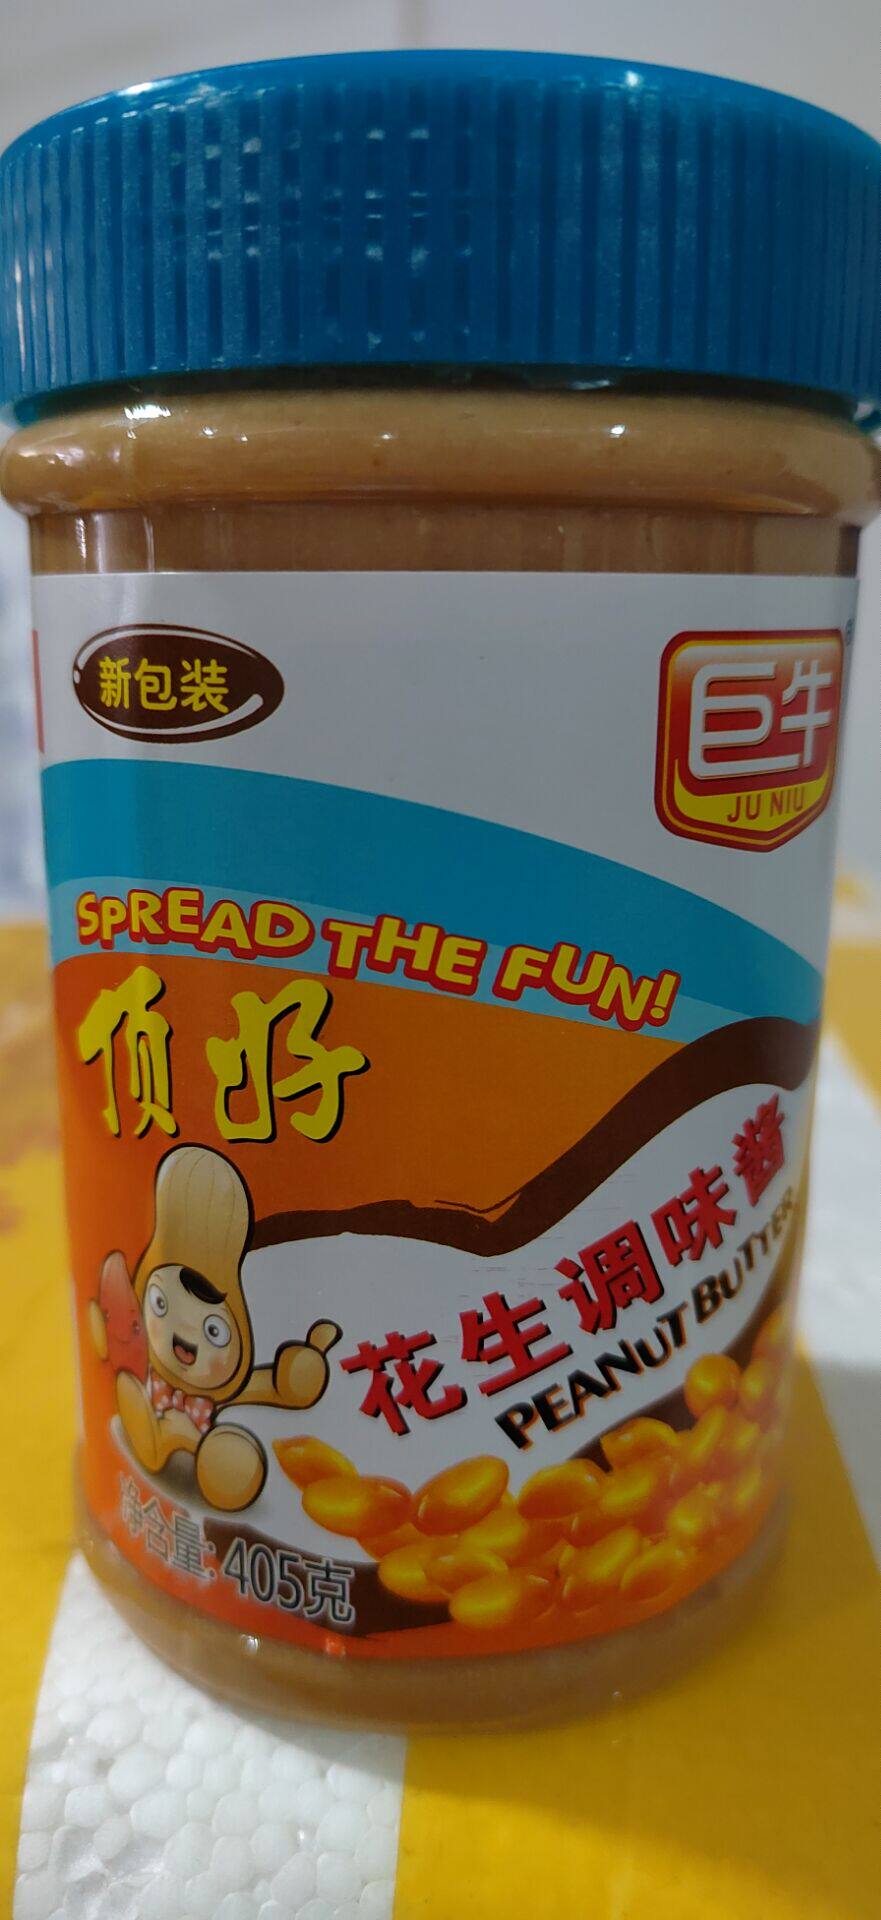 新包装
巨牛
JU NIU
SPREAD THE FUN!
顶好
花生调味酱
PEANUT BUTTER
净含量:405克